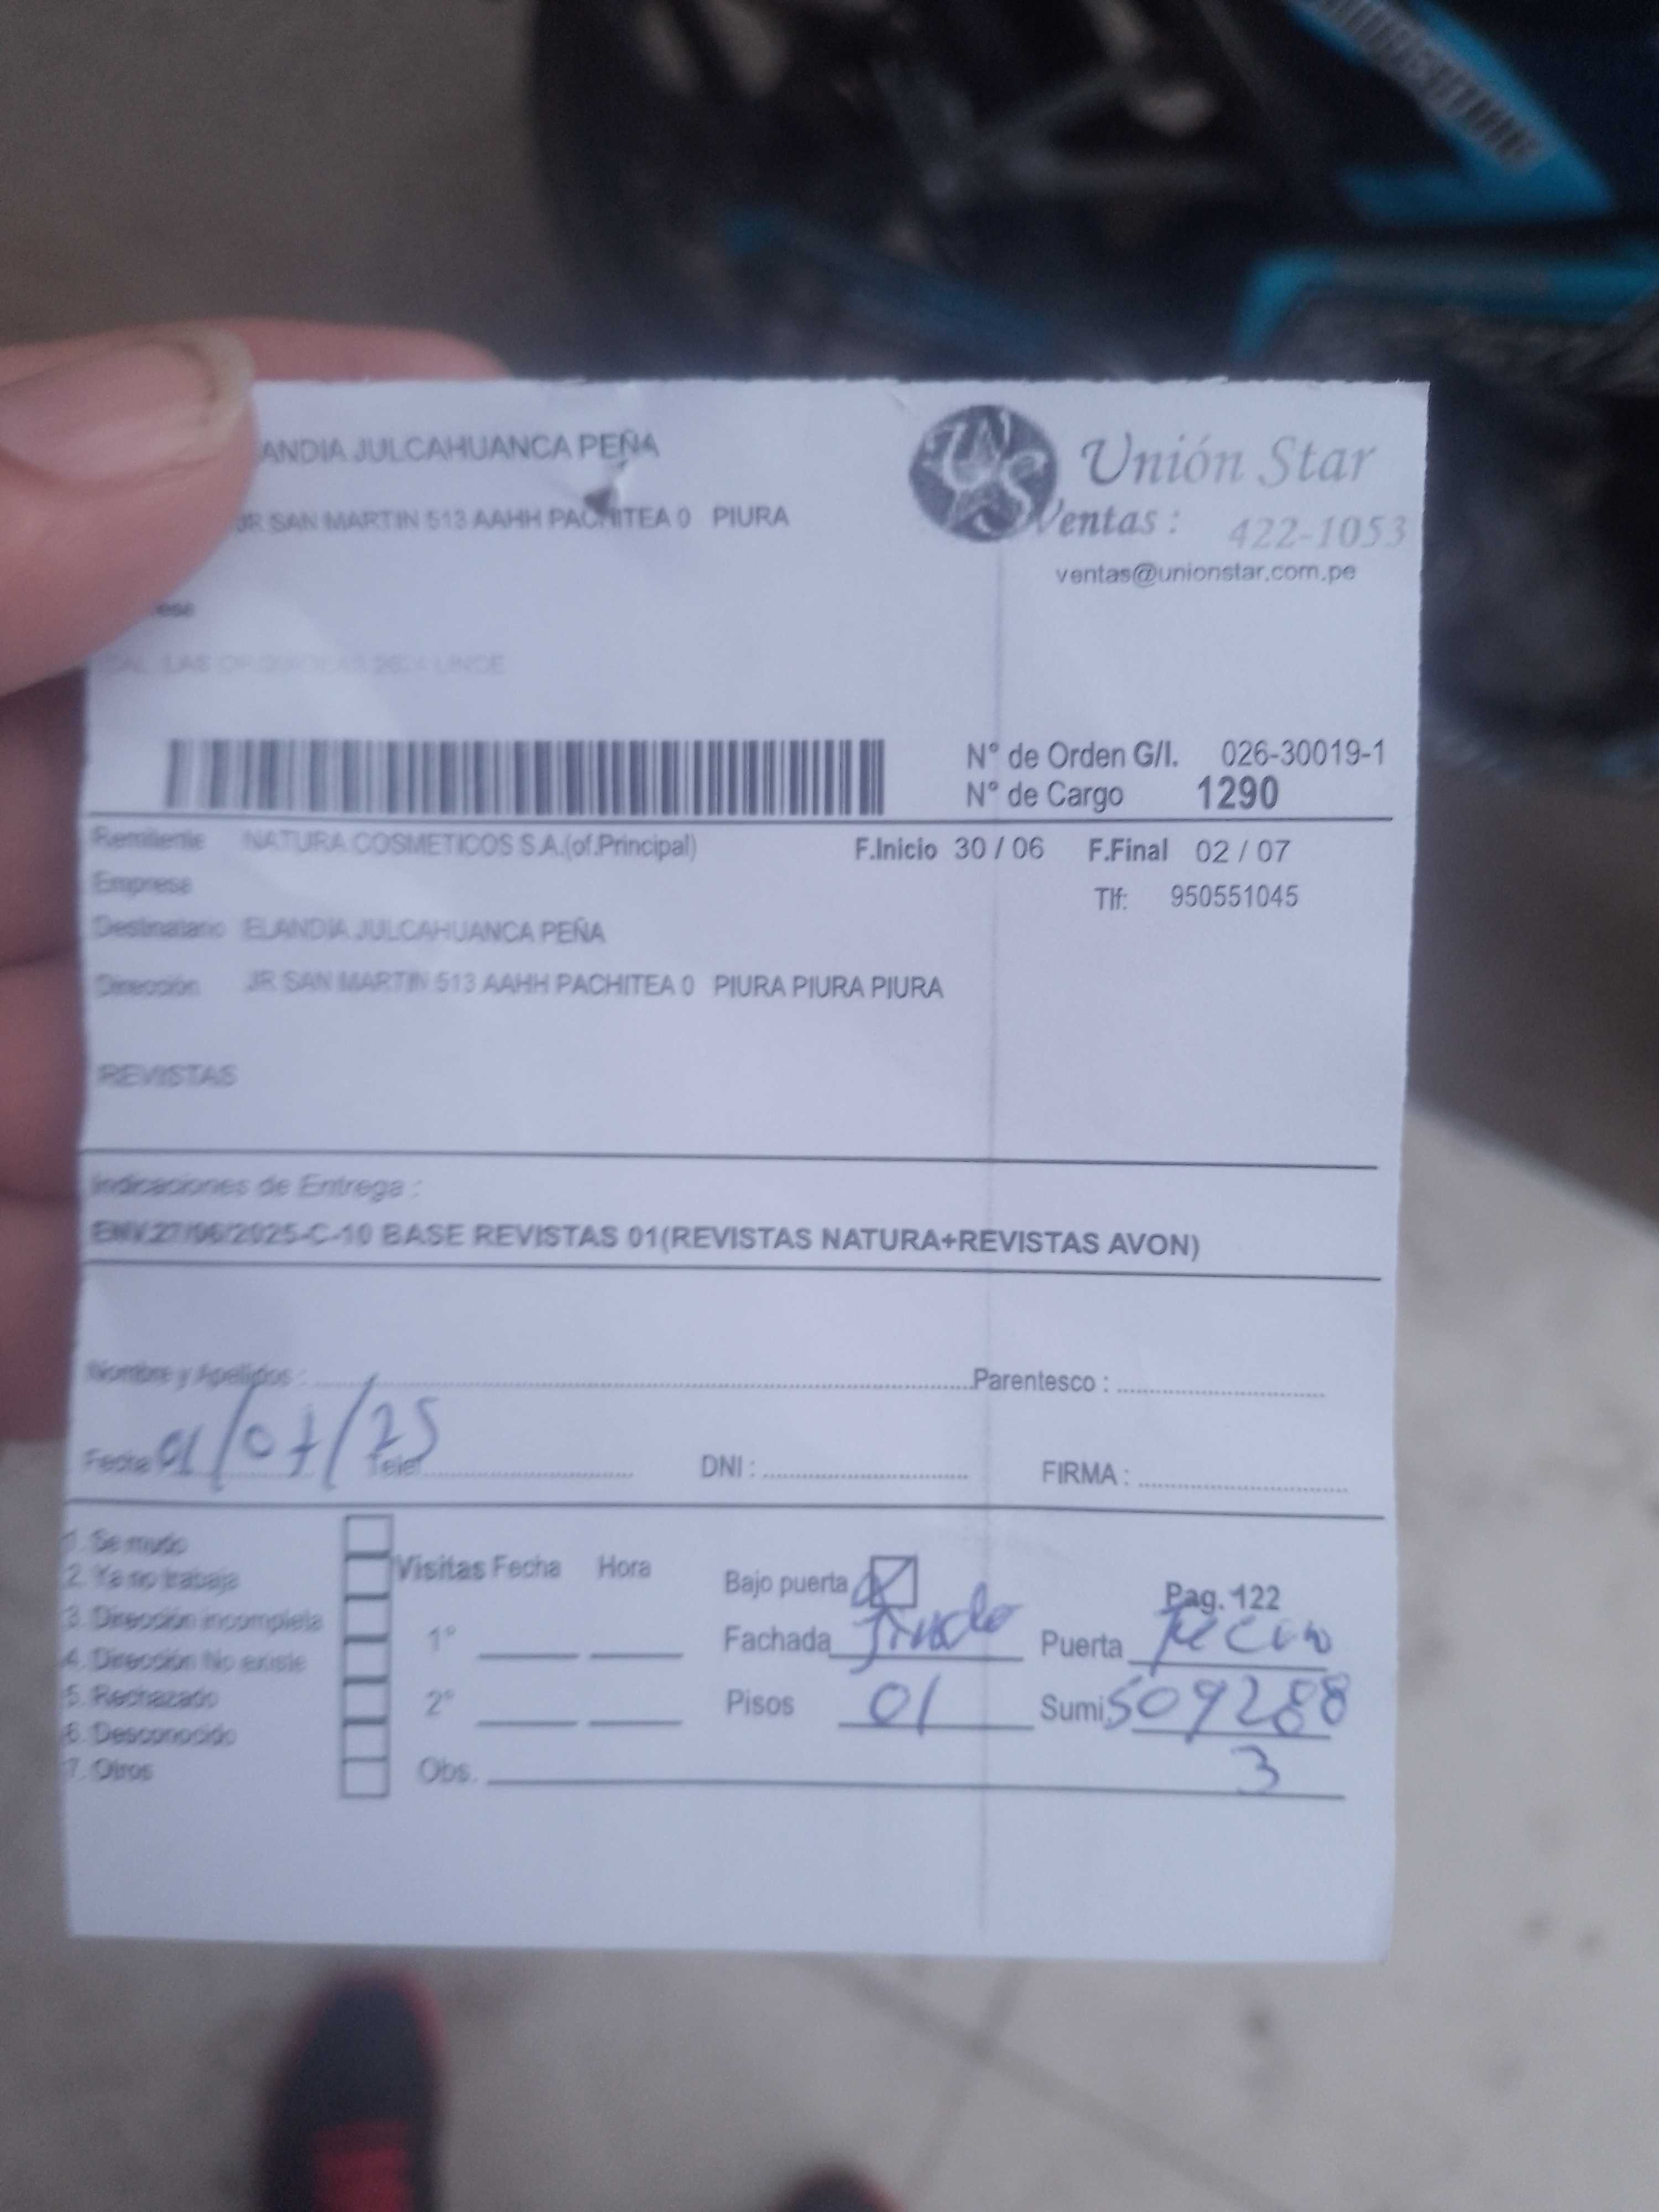 ANDIA JULCAHUANCA PEÑA
Unión Star
JR SAN MARTIN 513 AAHH PACHITEA 0 PIURA
Ventas : 422-1053
ventas@unionstar.com.pe
LINCE
Nº de Orden G/I. 026-30019-1
Nº de Cargo 1290
Remitente NATURA COSMETICOS S.A.(of.Principal) F.Inicio 30 / 06 F.Final 02 / 07
Empresa
Tlf: 950551045
Destinatario ELANDIA JULCAHUANCA PEÑA
Dirección JR SAN MARTIN 513 AAHH PACHITEA 0 PIURA PIURA PIURA
REVISTAS
Indicaciones de Entrega :
ENV.27/06/2025-C-10 BASE REVISTAS 01(REVISTAS NATURA+REVISTAS AVON)
Nombre y Apellidos : Parentesco :
Fecha 01/07/25 Telef. DNI : FIRMA :
1. Se mudo
2. Ya no trabaja
3. Dirección incompleta
4. Dirección No existe
5. Rechazado
6. Desconocido
7. Otros
Visitas Fecha Hora
1º
2º
Obs.
Bajo puerta Pag. 122
Fachada Puerta
Pisos 01 Sumi 509288
3